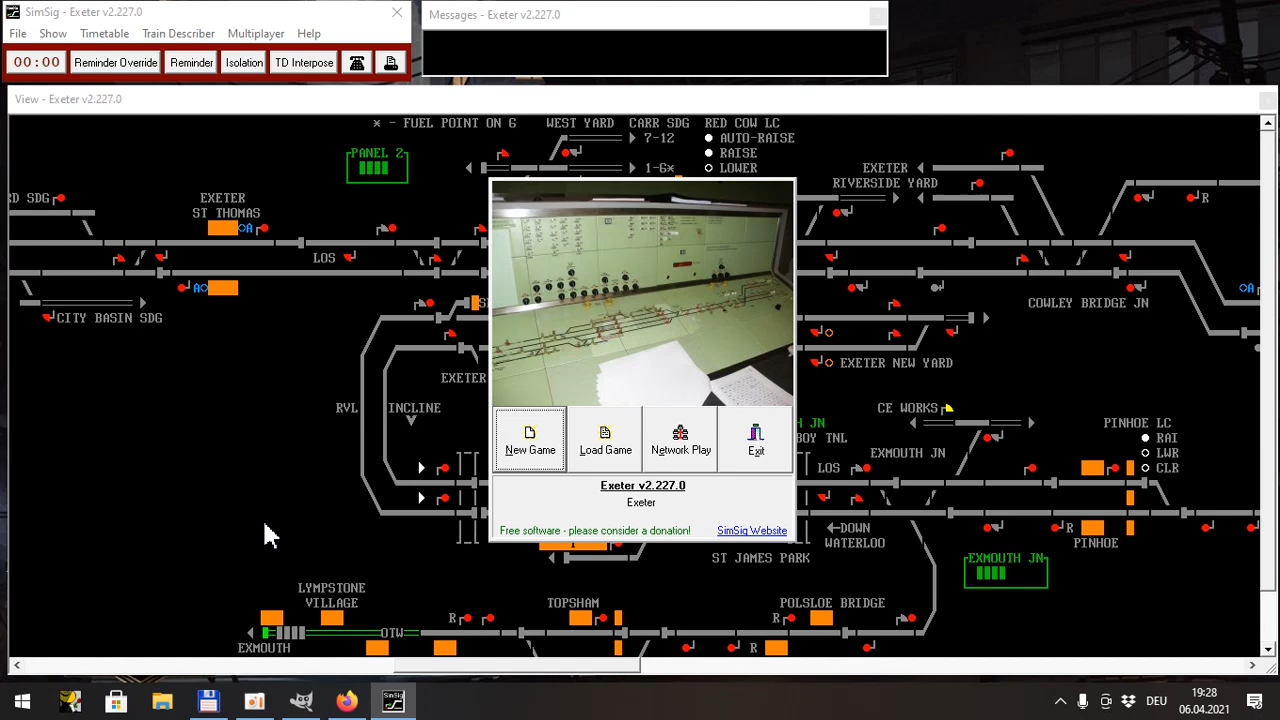 SimSig - Exeter v2.227.0
File Show Timetable Train Describer Multiplayer Help
00:00 Reminder Override Reminder Isolation TD Interpose
Messages - Exeter v2.227.0
View - Exeter v2.227.0
* - FUEL POINT ON 6 WEST YARD CARR SDG RED COW LC
7-12 AUTO-RAISE
PANEL 2 RAISE
1-6* LOWER EXETER
RIVERSIDE YARD
RD SDG EXETER R
ST THOMAS
A
LOS
A A
CITY BASIN SDG COWLEY BRIDGE JN
EXETER NEW YARD
EXETER
RVL INCLINE CE WORKS
H JN PINHOE LC
BOY TNL RAI
EXMOUTH JN LWR
LOS CLR
New Game Load Game Network Play Exit
Exeter v2.227.0
Exeter
Free software - please consider a donation! SimSig Website
DOWN R
WATERLOO PINHOE
ST JAMES PARK EXMOUTH JN
LYMPSTONE
VILLAGE TOPSHAM POLSLOE BRIDGE
R R
OTW
EXMOUTH R
DEU 19:28
06.04.2021